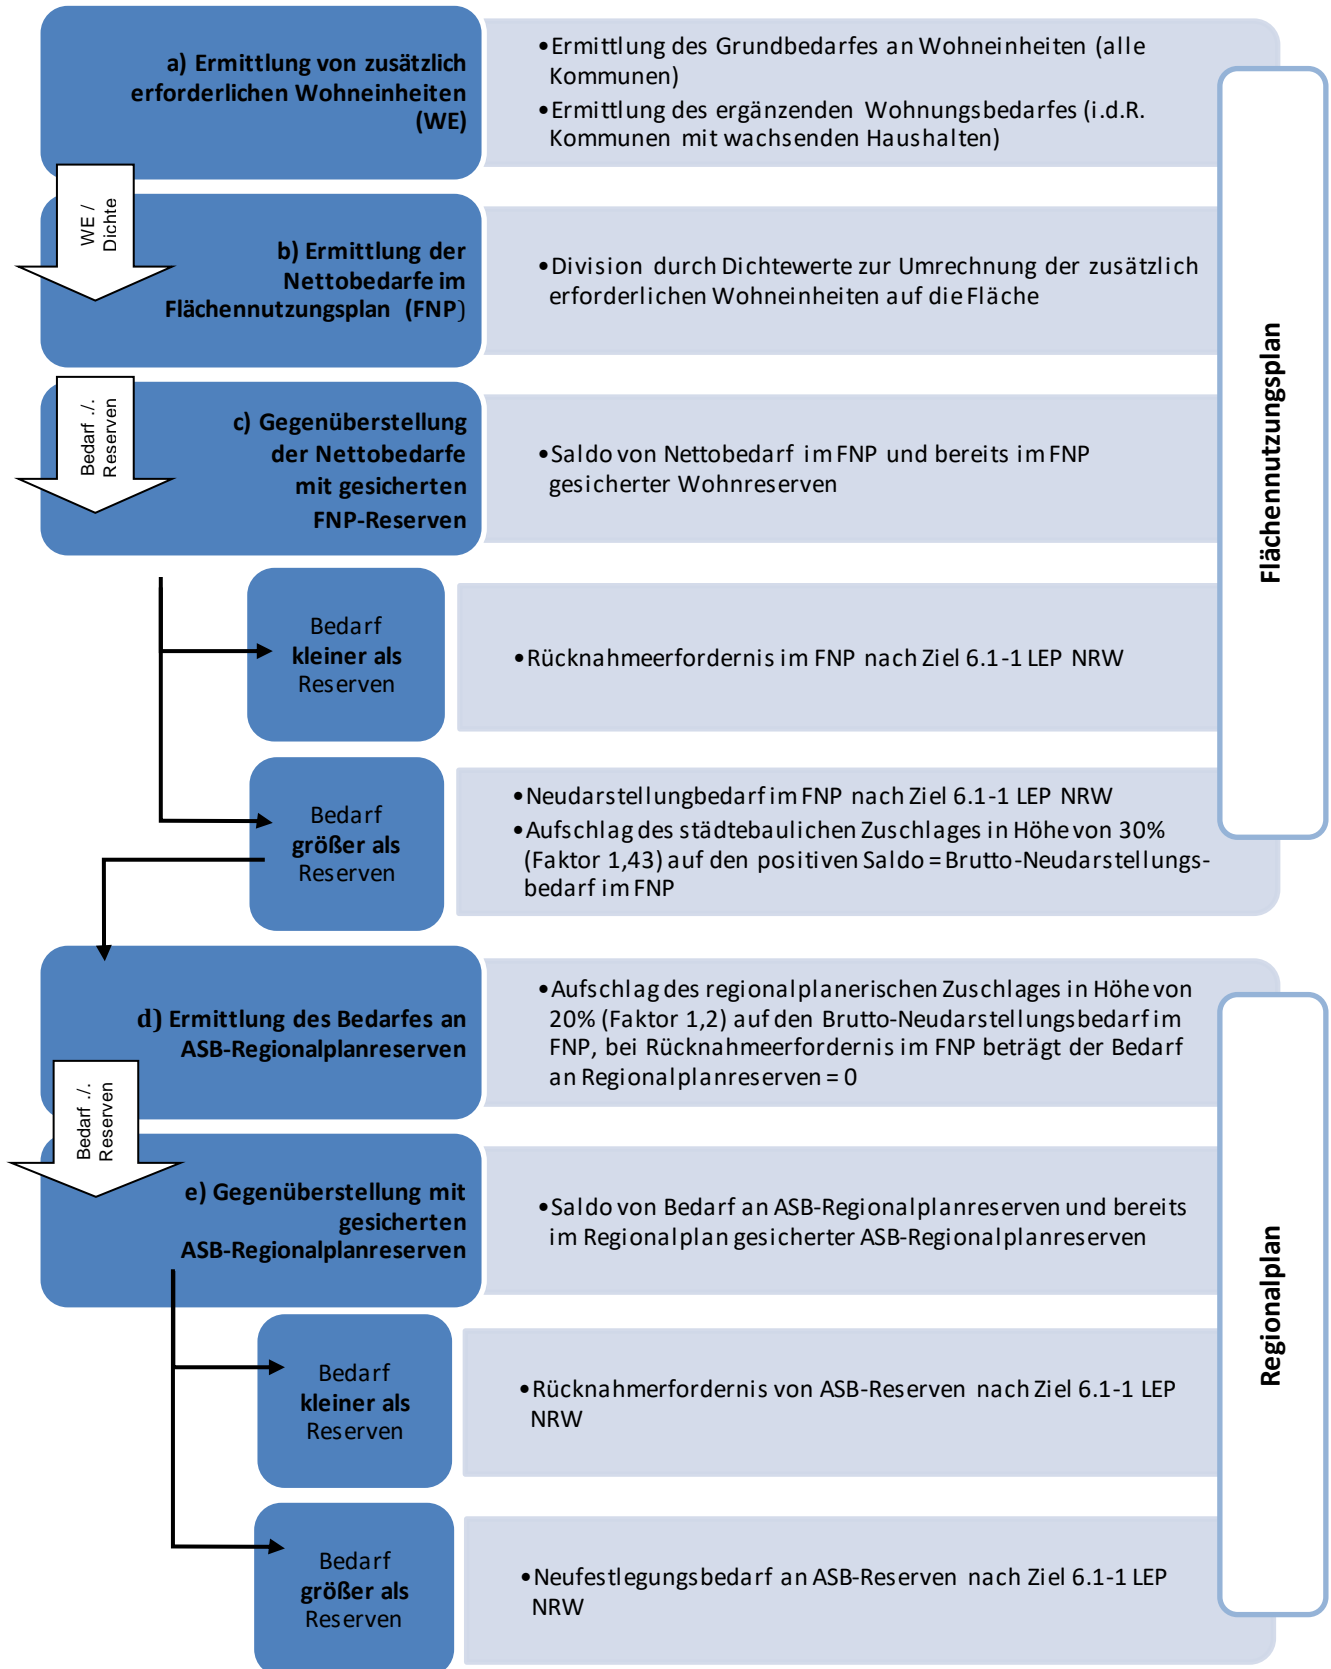 a) Ermittlung von zusätzlich
erforderlichen Wohneinheiten
(WE)
•Ermittlung des Grundbedarfes an Wohneinheiten (alle
Kommunen)
•Ermittlung des ergänzenden Wohnungsbedarfes (i.d.R.
Kommunen mit wachsenden Haushalten)
WE /
Dichte
b) Ermittlung der
Nettobedarfe im
Flächennutzungsplan (FNP)
•Division durch Dichtewerte zur Umrechnung der zusätzlich
erforderlichen Wohneinheiten auf die Fläche
Bedarf ./.
Reserven
c) Gegenüberstellung
der Nettobedarfe
mit gesicherten
FNP-Reserven
•Saldo von Nettobedarf im FNP und bereits im FNP
gesicherter Wohnreserven
Bedarf
kleiner als
Reserven
•Rücknahmeerfordernis im FNP nach Ziel 6.1-1 LEP NRW
Bedarf
größer als
Reserven
•Neudarstellungbedarf im FNP nach Ziel 6.1-1 LEP NRW
•Aufschlag des städtebaulichen Zuschlages in Höhe von 30%
(Faktor 1,43) auf den positiven Saldo = Brutto-Neudarstellungs-
bedarf im FNP
Flächennutzungsplan
d) Ermittlung des Bedarfes an
ASB-Regionalplanreserven
•Aufschlag des regionalplanerischen Zuschlages in Höhe von
20% (Faktor 1,2) auf den Brutto-Neudarstellungsbedarf im
FNP, bei Rücknahmeerfordernis im FNP beträgt der Bedarf
an Regionalplanreserven = 0
Bedarf ./.
Reserven
e) Gegenüberstellung mit
gesicherten
ASB-Regionalplanreserven
•Saldo von Bedarf an ASB-Regionalplanreserven und bereits
im Regionalplan gesicherter ASB-Regionalplanreserven
Bedarf
kleiner als
Reserven
•Rücknahmerfordernis von ASB-Reserven nach Ziel 6.1-1 LEP
NRW
Bedarf
größer als
Reserven
•Neufestlegungsbedarf an ASB-Reserven nach Ziel 6.1-1 LEP
NRW
Regionalplan